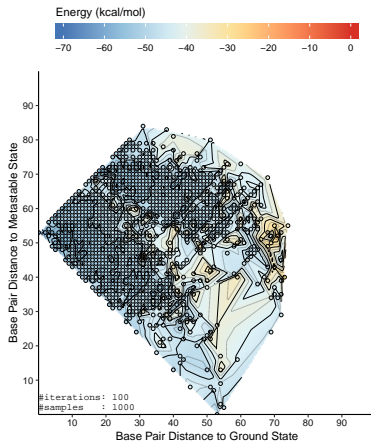 Energy (kcal/mol)
-70 -60 -50 -40 -30 -20 -10 0
Base Pair Distance to Metastable State
90
80
70
60
50
40
30
20
10
#iterations: 100
#samples   : 1000
10 20 30 40 50 60 70 80 90
Base Pair Distance to Ground State